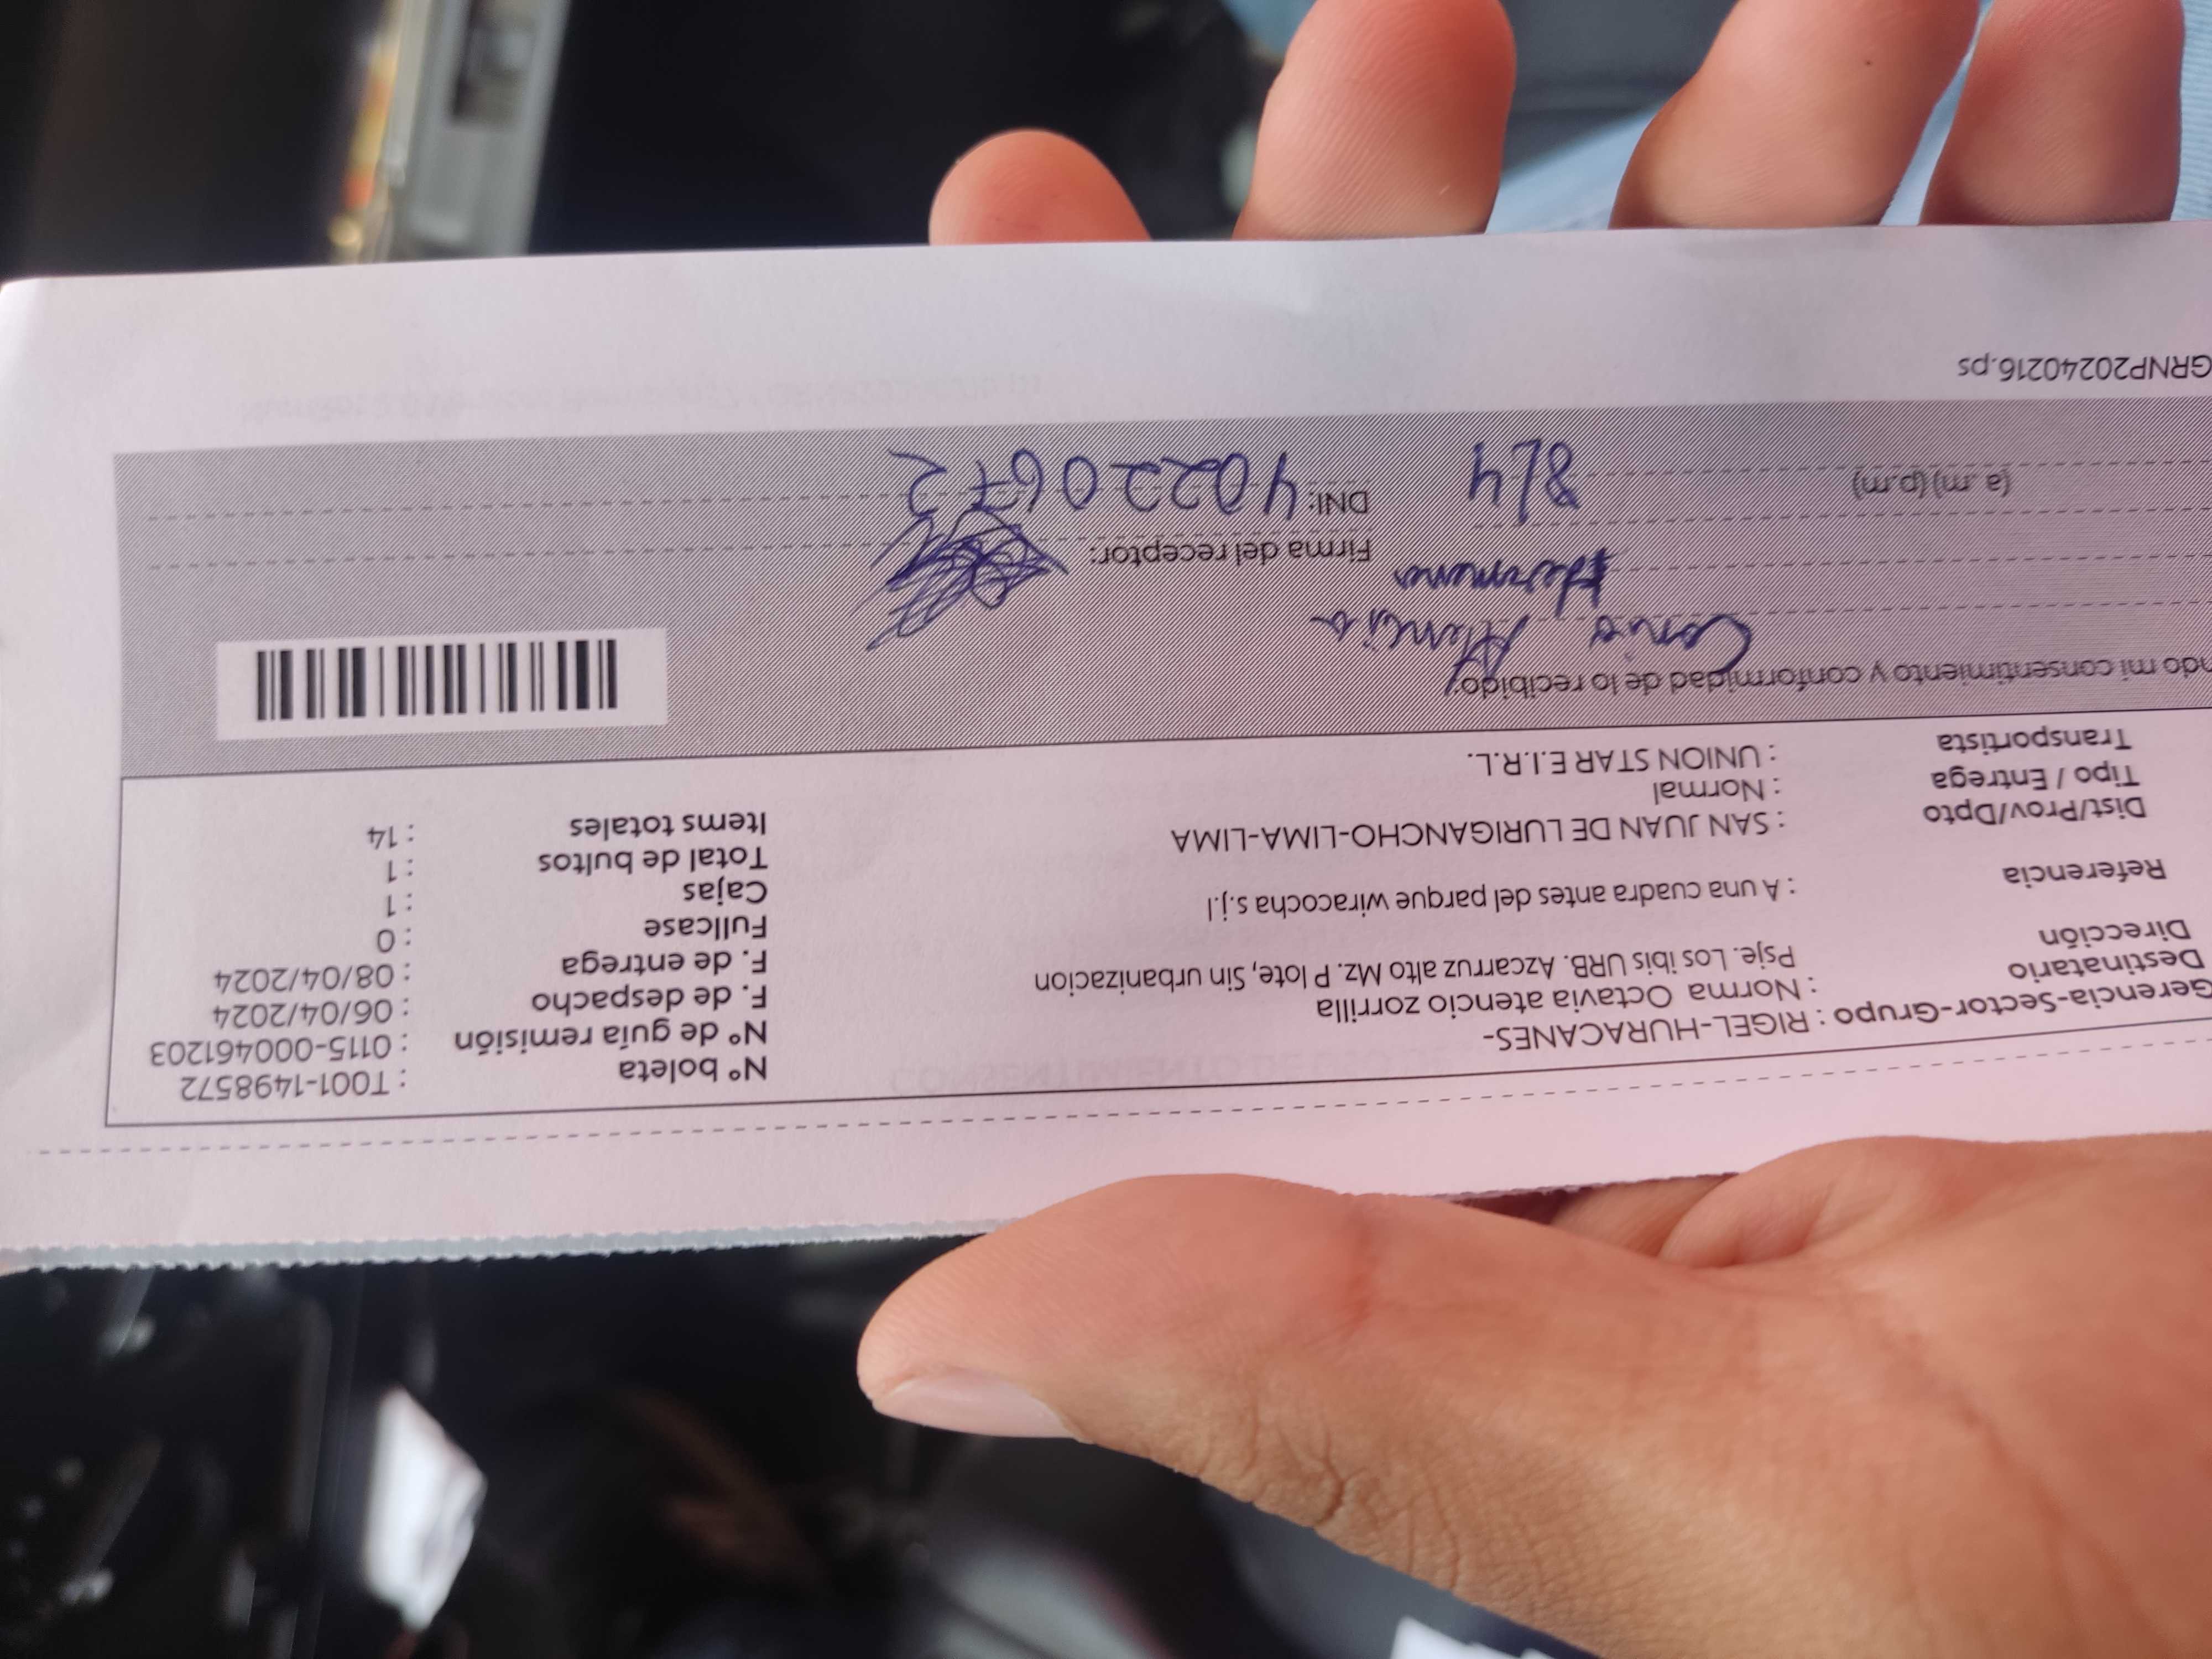 Nº boleta : T001-1498572
Gerencia-Sector-Grupo : RIGEL-HURACANES-
Nº de guía remisión : 0115-000461203
Destinatario : Norma Octavia atencio zorrilla
F. de despacho : 06/04/2024
Dirección Psje. Los ibis URB. Azcarruz alto Mz. P lote, Sin urbanizacion
F. de entrega : 08/04/2024
Fullcase : 0
Referencia : A una cuadra antes del parque wiracocha s.j.l
Cajas : 1
Total de bultos : 1
Dist/Prov/Dpto : SAN JUAN DE LURIGANCHO-LIMA-LIMA
Items totales : 14
Tipo / Entrega : Normal
Transportista : UNION STAR E.I.R.L.
ndo mi consentimiento y conformidad de lo recibido:
Atencio
Hermano
Firma del receptor:
(a .m) (p.m) 8/4
DNI: 40220672
GRNP20240216.ps